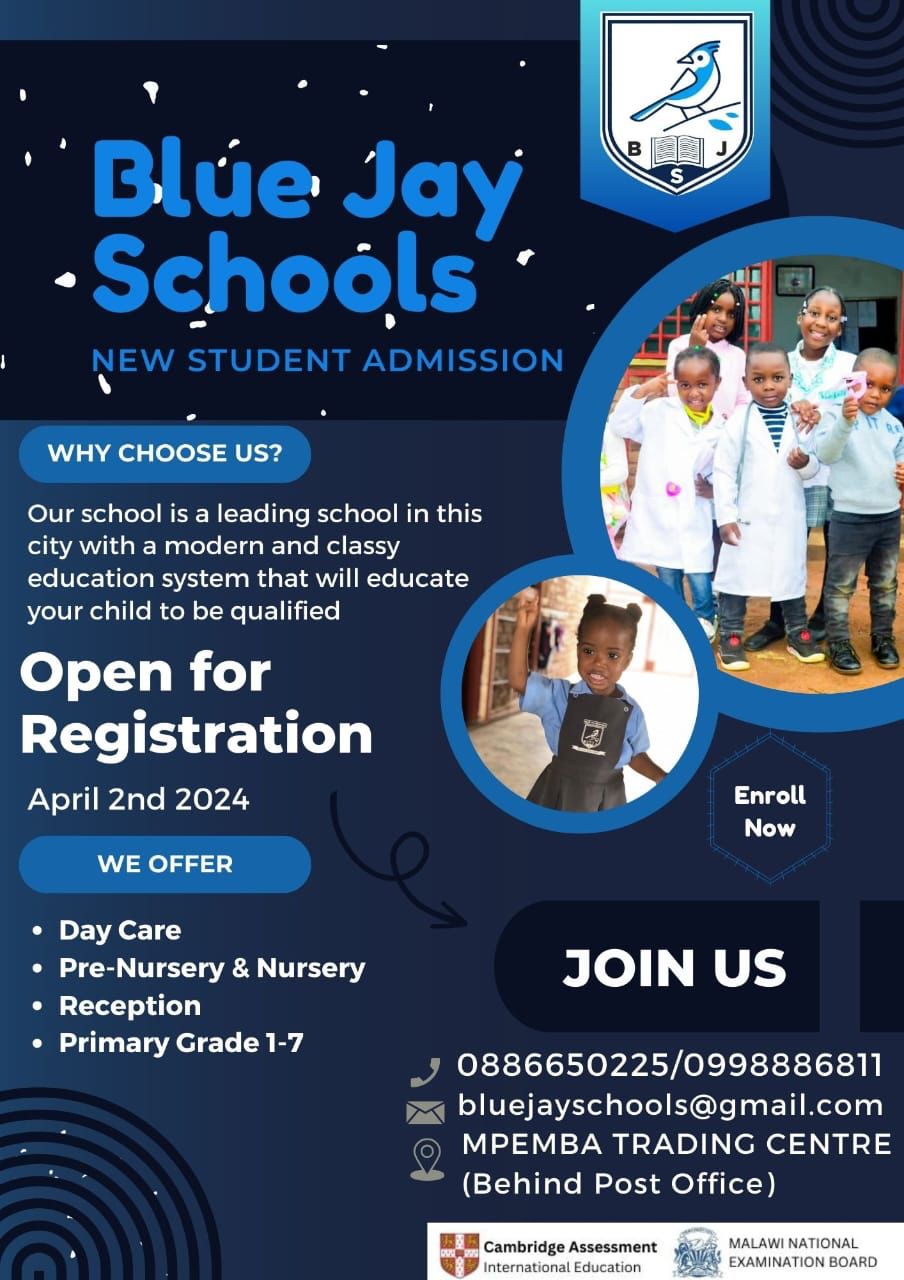 B J
S
Blue Jay
Schools
NEW STUDENT ADMISSION
WHY CHOOSE US?
Our school is a leading school in this
city with a modern and classy
education system that will educate
your child to be qualified
Open for
Registration
April 2nd 2024
Enroll
Now
WE OFFER
• Day Care
• Pre-Nursery & Nursery
• Reception
• Primary Grade 1-7
JOIN US
0886650225/0998886811
bluejayschools@gmail.com
MPEMBA TRADING CENTRE
(Behind Post Office)
Cambridge Assessment
International Education
MALAWI NATIONAL
EXAMINATION BOARD